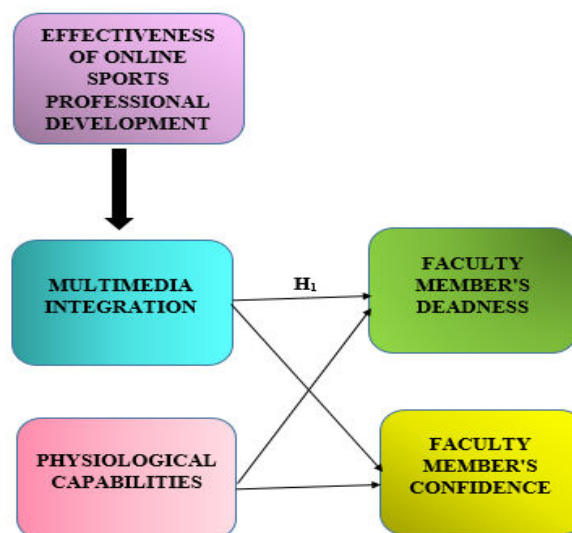 EFFECTIVENESS
OF ONLINE
SPORTS
PROFESSIONAL
DEVELOPMENT
MULTIMEDIA
INTEGRATION
H₁
FACULTY
MEMBER'S
DEADNESS
PHYSIOLOGICAL
CAPABILITIES
FACULTY
MEMBER'S
CONFIDENCE